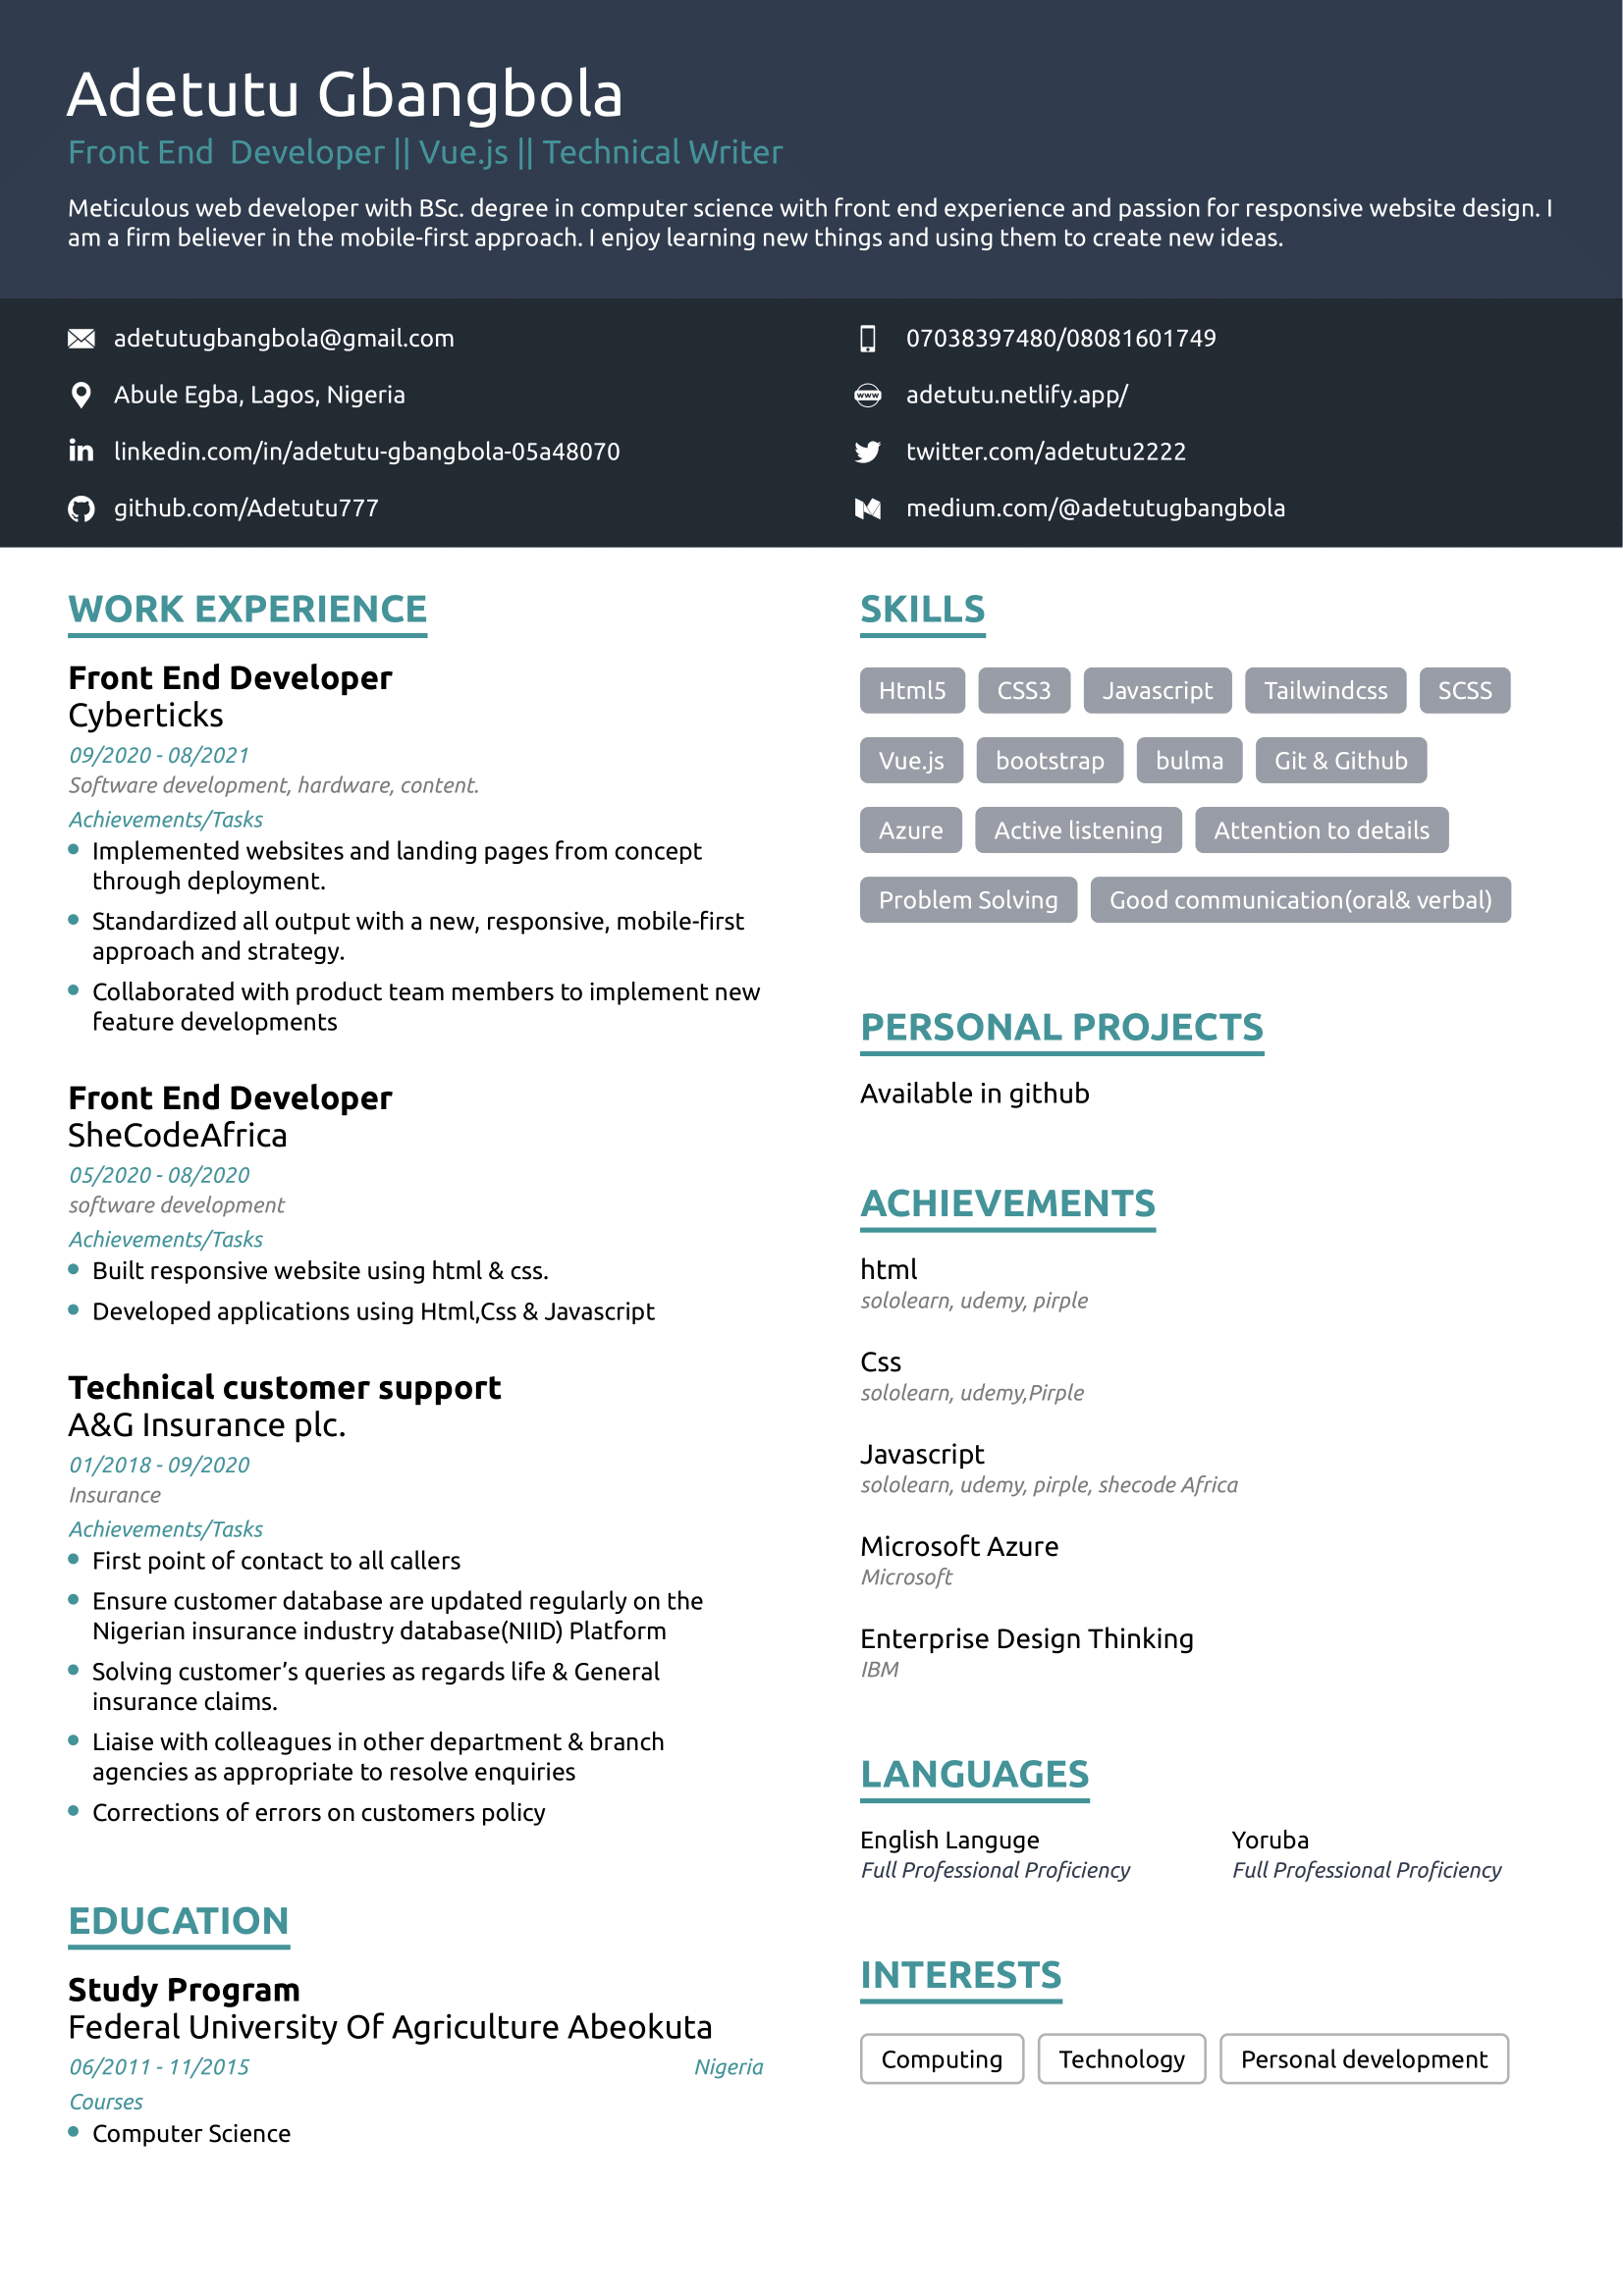 Adetutu Gbangbola
Front End  Developer || Vue.js || Technical Writer
Meticulous web developer with BSc. degree in computer science with front end experience and passion for responsive website design. I
am a firm believer in the mobile-first approach. I enjoy learning new things and using them to create new ideas.
adetutugbangbola@gmail.com
07038397480/08081601749
Abule Egba, Lagos, Nigeria
www
adetutu.netlify.app/
in
linkedin.com/in/adetutu-gbangbola-05a48070
twitter.com/adetutu2222
github.com/Adetutu777
medium.com/@adetutugbangbola
WORK EXPERIENCE
Front End Developer
Cyberticks
09/2020 - 08/2021
Software development, hardware, content.
Achievements/Tasks
Implemented websites and landing pages from concept
through deployment.
Standardized all output with a new, responsive, mobile-first
approach and strategy.
Collaborated with product team members to implement new
feature developments
Front End Developer
SheCodeAfrica
05/2020 - 08/2020
software development
Achievements/Tasks
Built responsive website using html & css.
Developed applications using Html,Css & Javascript
Technical customer support
A&G Insurance plc.
01/2018 - 09/2020
Insurance
Achievements/Tasks
First point of contact to all callers
Ensure customer database are updated regularly on the
Nigerian insurance industry database(NIID) Platform
Solving customer’s queries as regards life & General
insurance claims.
Liaise with colleagues in other department & branch
agencies as appropriate to resolve enquiries
Corrections of errors on customers policy
EDUCATION
Study Program
Federal University Of Agriculture Abeokuta
06/2011 - 11/2015 Nigeria
Courses
Computer Science
SKILLS
Html5 CSS3 Javascript Tailwindcss SCSS
Vue.js bootstrap bulma Git & Github
Azure Active listening Attention to details
Problem Solving Good communication(oral& verbal)
PERSONAL PROJECTS
Available in github
ACHIEVEMENTS
html
sololearn, udemy, pirple
Css
sololearn, udemy,Pirple
Javascript
sololearn, udemy, pirple, shecode Africa
Microsoft Azure
Microsoft
Enterprise Design Thinking
IBM
LANGUAGES
English Languge Yoruba
Full Professional Proficiency Full Professional Proficiency
INTERESTS
Computing Technology Personal development